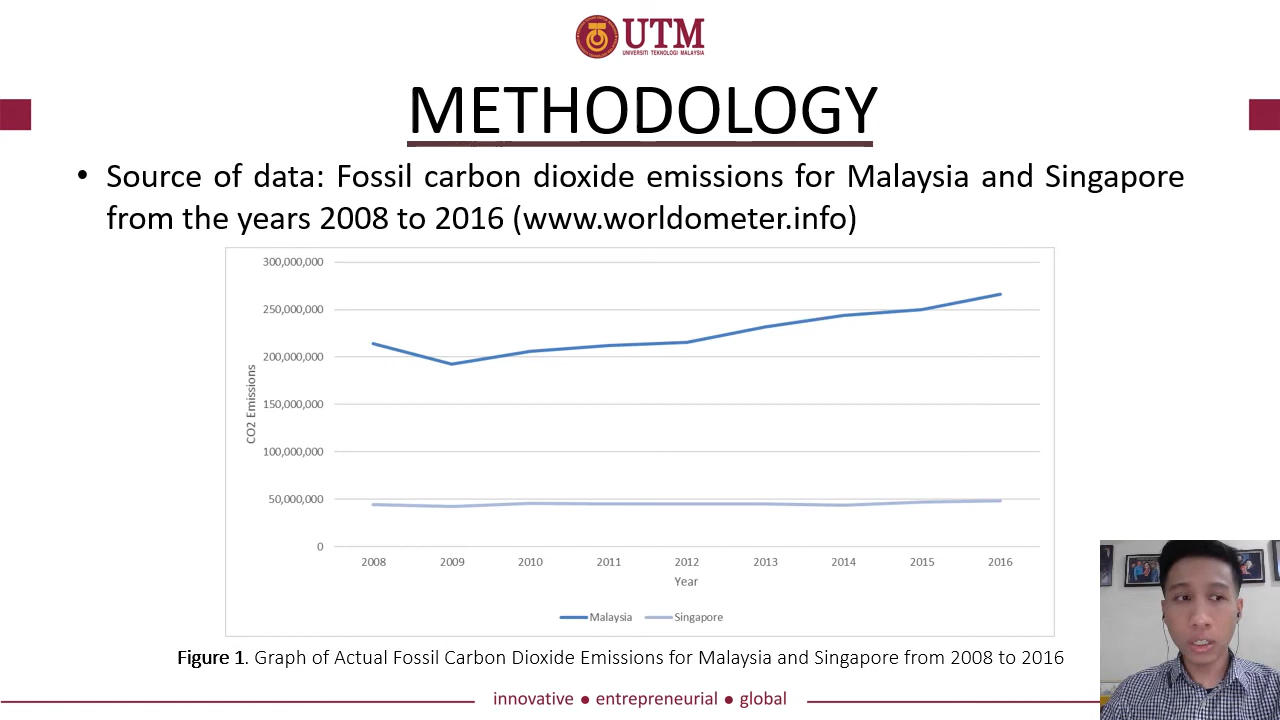 UTM
UNIVERSITI TEKNOLOGI MALAYSIA
METHODOLOGY
• Source of data: Fossil carbon dioxide emissions for Malaysia and Singapore
from the years 2008 to 2016 (www.worldometer.info)
300,000,000
250,000,000
200,000,000
150,000,000
100,000,000
50,000,000
0
CO2 Emissions
2008 2009 2010 2011 2012 2013 2014 2015 2016
Year
Malaysia Singapore
Figure 1. Graph of Actual Fossil Carbon Dioxide Emissions for Malaysia and Singapore from 2008 to 2016
innovative ● entrepreneurial ● global